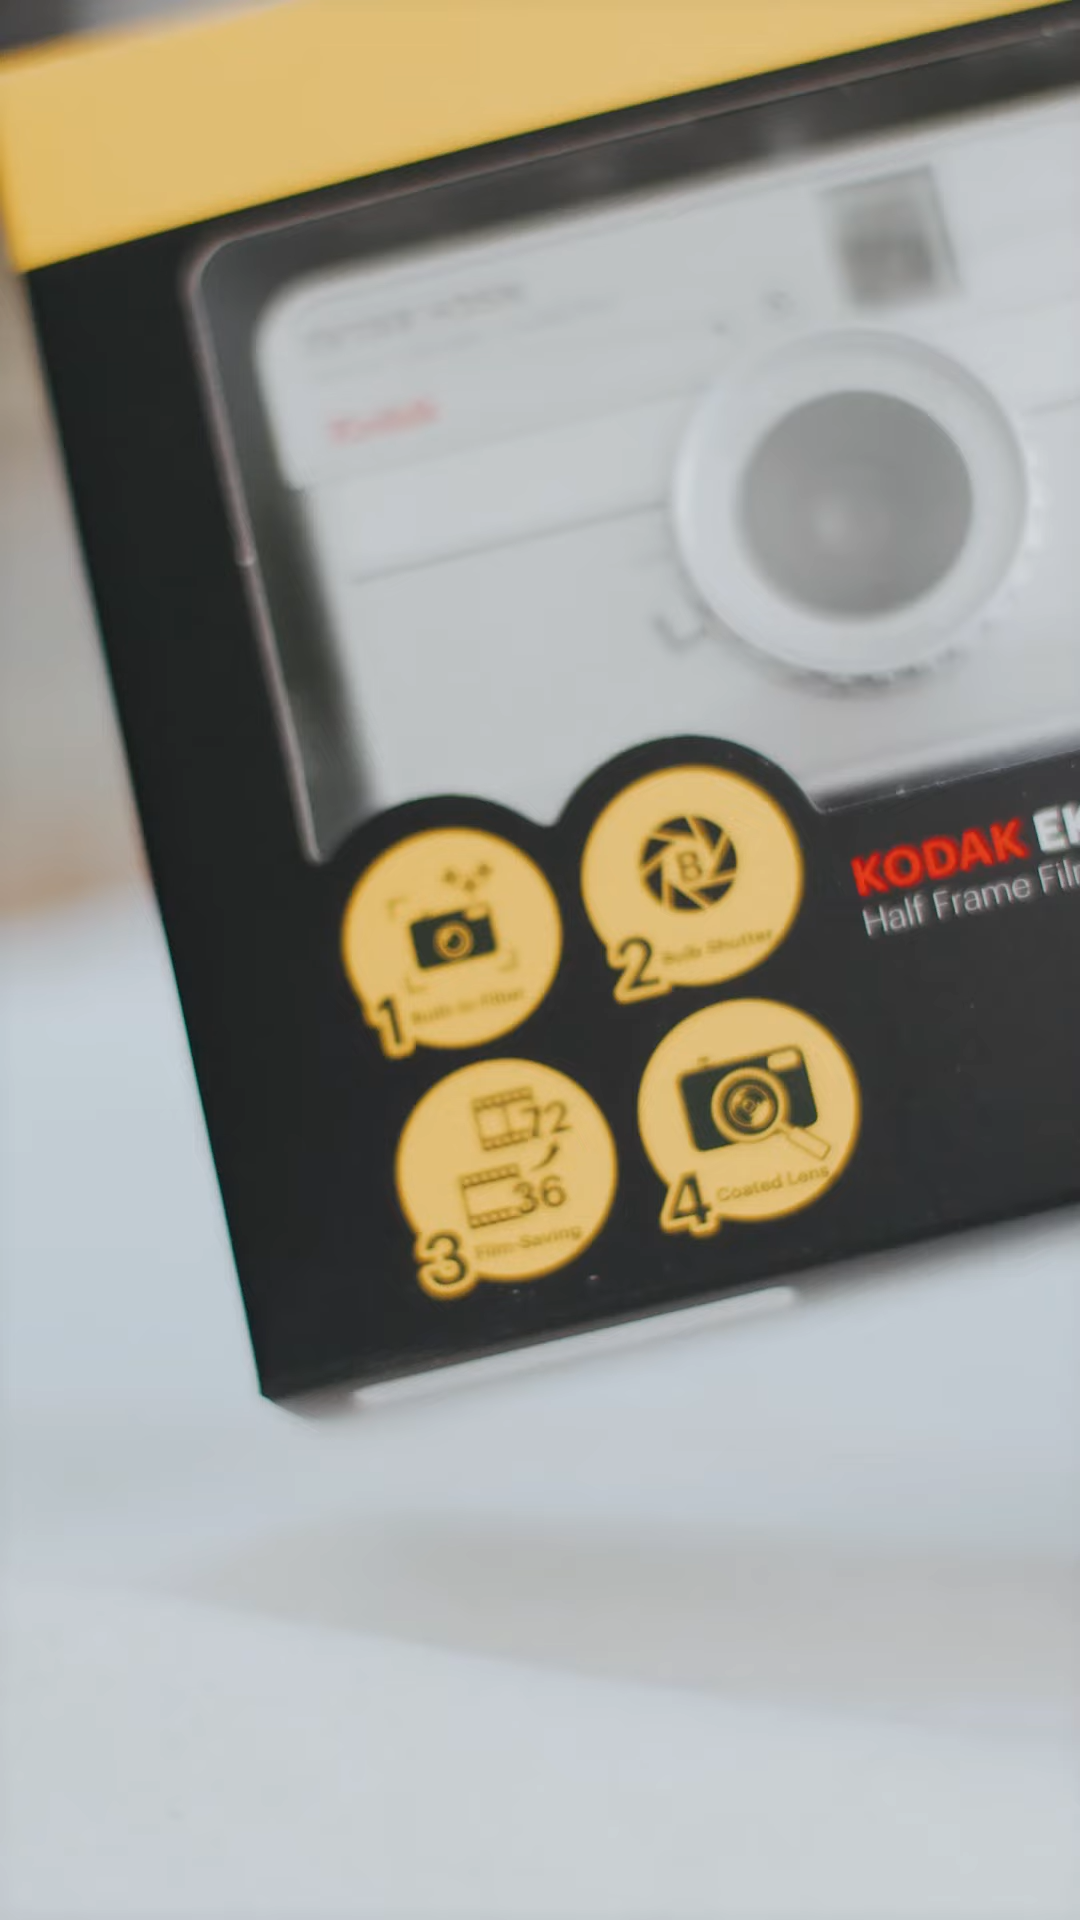 Kodak
KODAK EK
Half Frame Film
1 Built-in Filter
B
2 Bulb Shutter
72
36
3 Film-Saving
4 Coated Lens